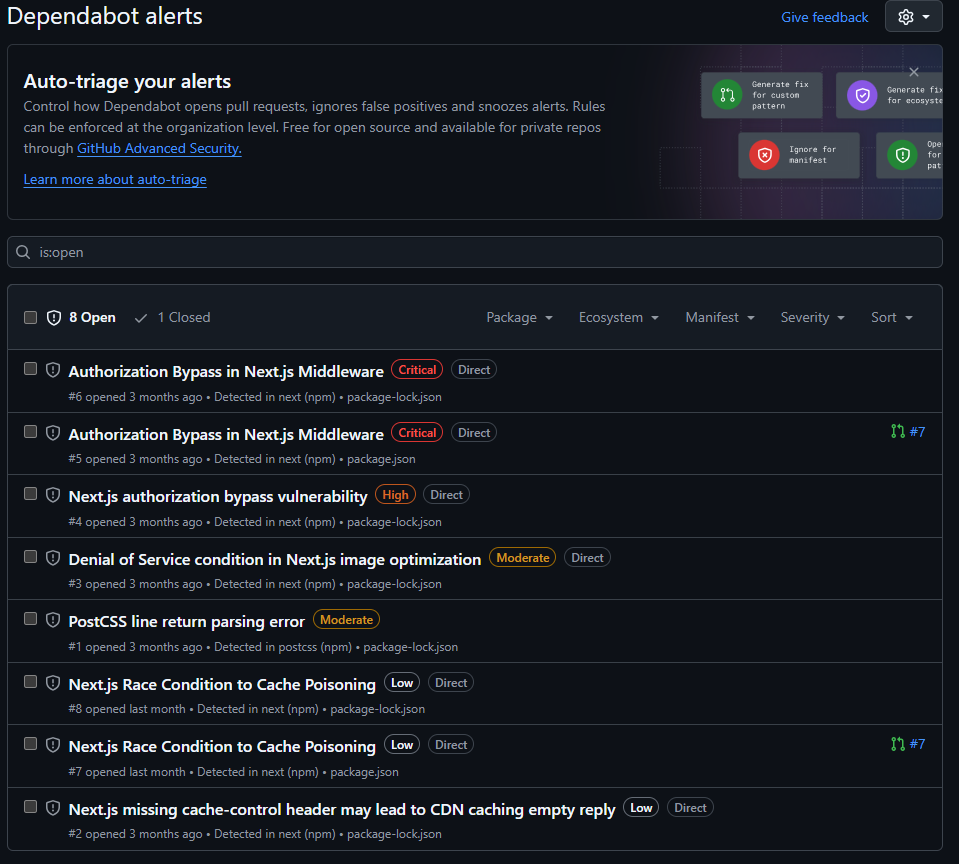 Dependabot alerts
Give feedback
Auto-triage your alerts
Control how Dependabot opens pull requests, ignores false positives and snoozes alerts. Rules
can be enforced at the organization level. Free for open source and available for private repos
through GitHub Advanced Security.
Learn more about auto-triage
Generate fix
for custom
pattern
Generate fix
for ecosyste
Ignore for
manifest
Ope
for
pat
is:open
8 Open 1 Closed Package Ecosystem Manifest Severity Sort
Authorization Bypass in Next.js Middleware Critical Direct
#6 opened 3 months ago • Detected in next (npm) • package-lock.json
Authorization Bypass in Next.js Middleware Critical Direct #7
#5 opened 3 months ago • Detected in next (npm) • package.json
Next.js authorization bypass vulnerability High Direct
#4 opened 3 months ago • Detected in next (npm) • package-lock.json
Denial of Service condition in Next.js image optimization Moderate Direct
#3 opened 3 months ago • Detected in next (npm) • package-lock.json
PostCSS line return parsing error Moderate
#1 opened 3 months ago • Detected in postcss (npm) • package-lock.json
Next.js Race Condition to Cache Poisoning Low Direct
#8 opened last month • Detected in next (npm) • package-lock.json
Next.js Race Condition to Cache Poisoning Low Direct #7
#7 opened last month • Detected in next (npm) • package.json
Next.js missing cache-control header may lead to CDN caching empty reply Low Direct
#2 opened 3 months ago • Detected in next (npm) • package-lock.json